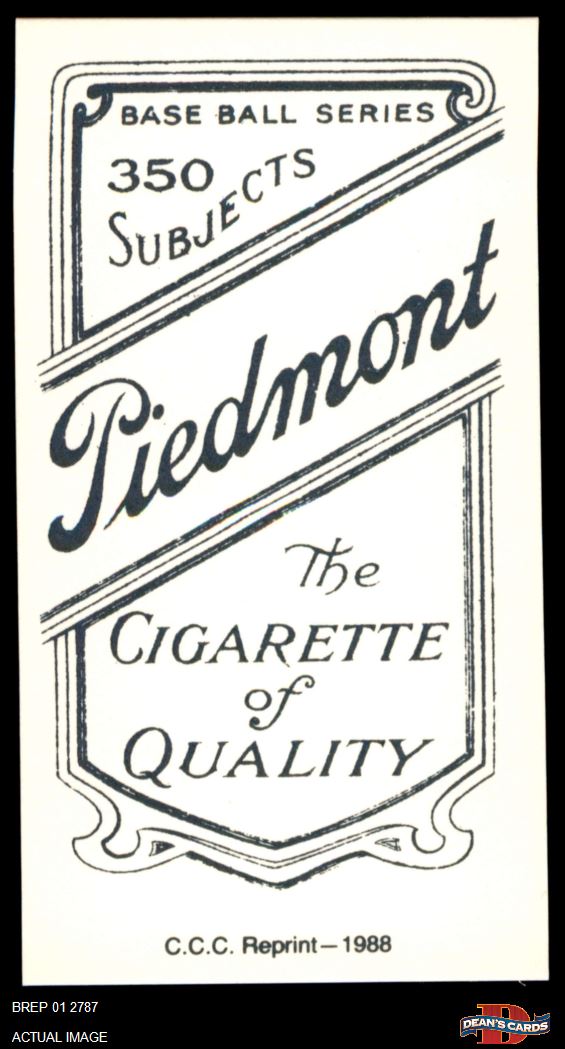 BASE BALL SERIES
350
SUBJECTS
Piedmont
The
CIGARETTE
of
QUALITY
C.C.C. Reprint—1988
BREP 01 2787
ACTUAL IMAGE
D
DEAN'S CARDS